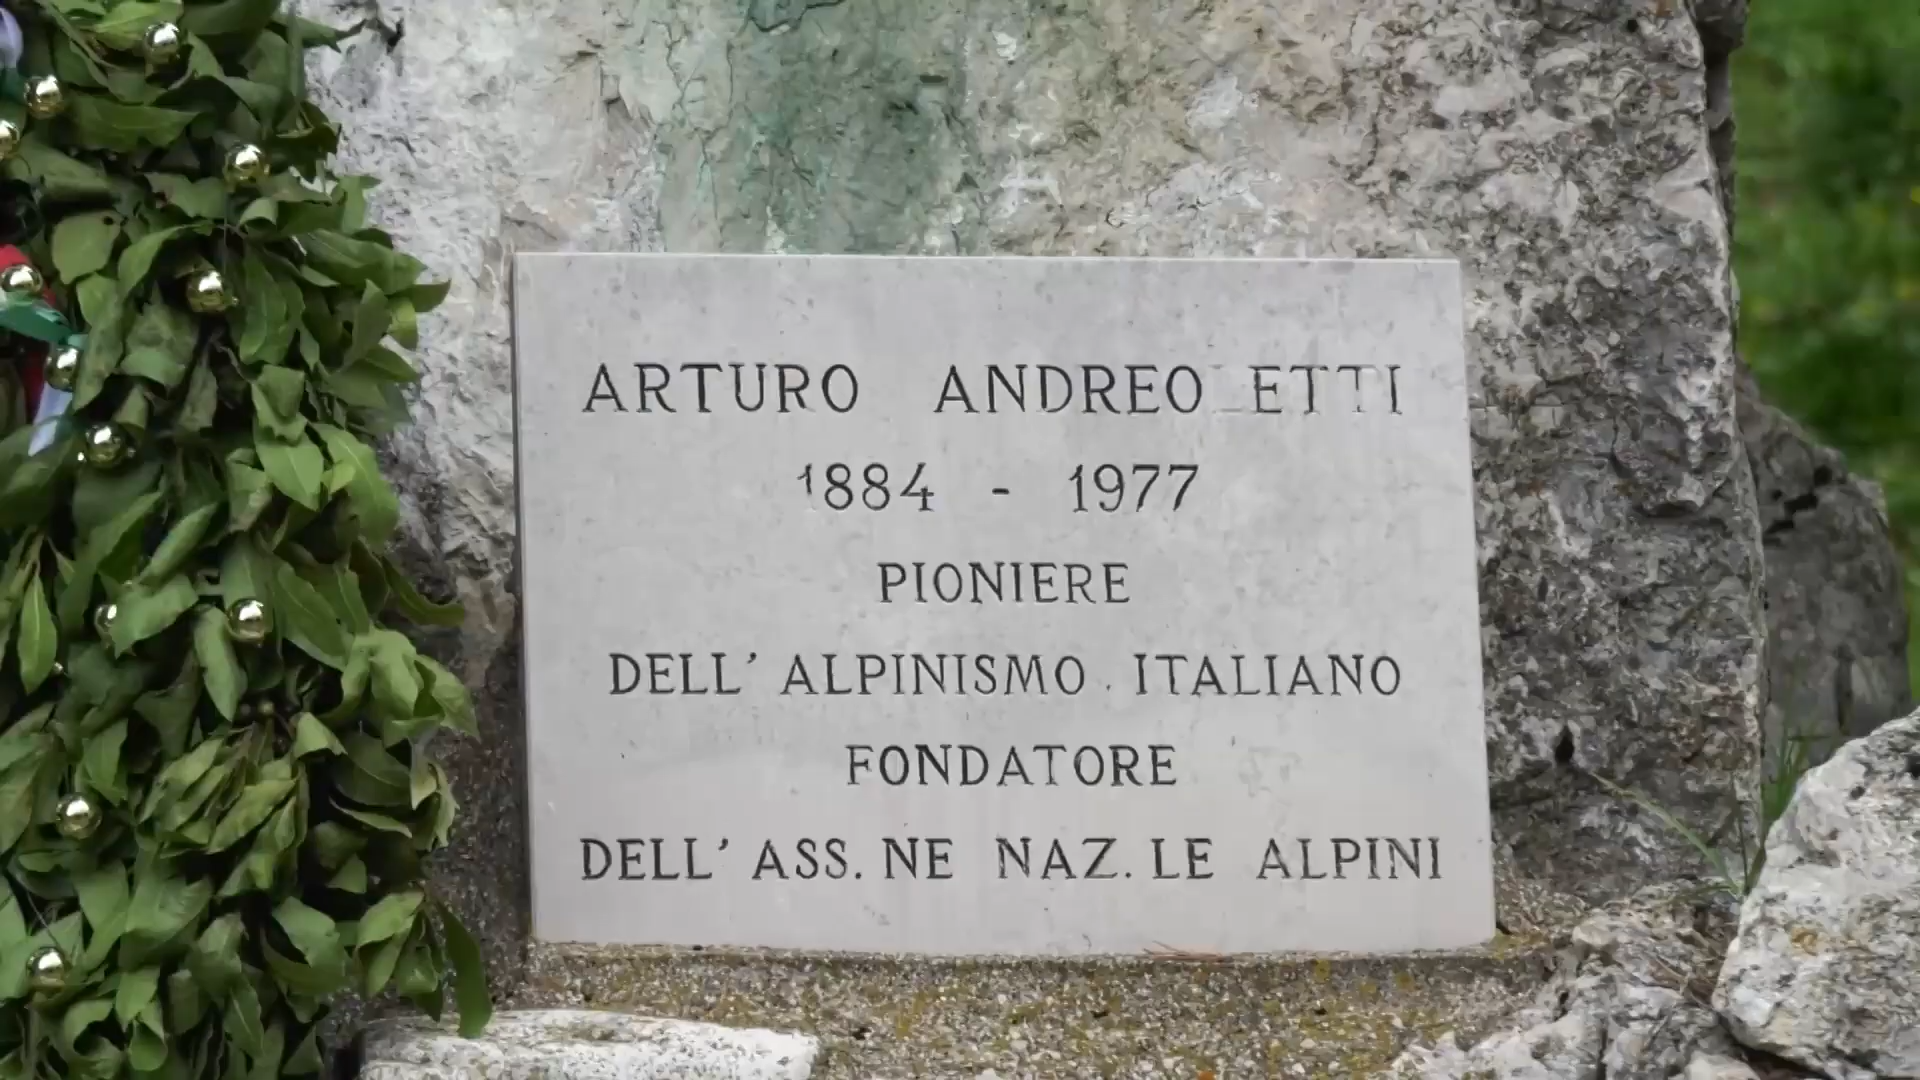 ARTURO ANDREOLETTI
1884 - 1977
PIONIERE
DELL' ALPINISMO . ITALIANO
FONDATORE
DELL' ASS. NE NAZ. LE ALPINI